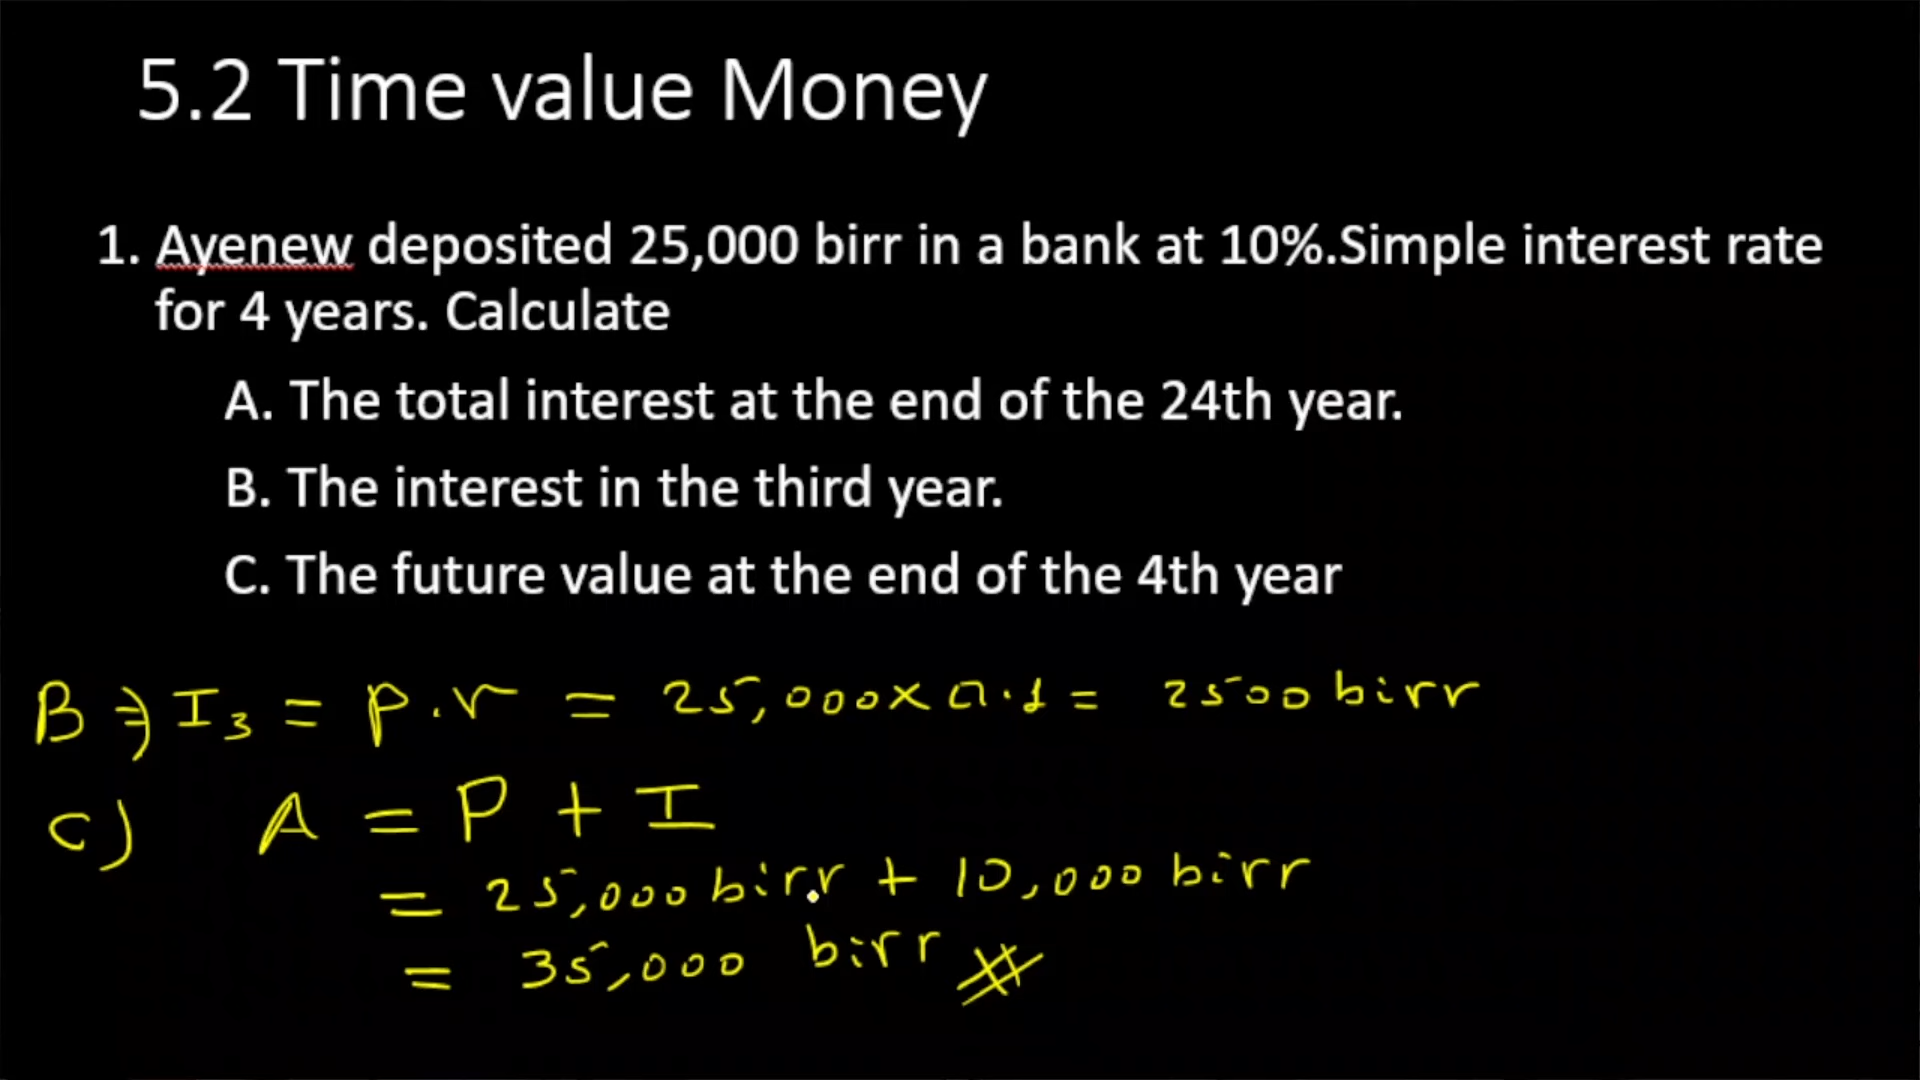 5.2 Time value Money
1. Ayenew deposited 25,000 birr in a bank at 10%.Simple interest rate
for 4 years. Calculate
A. The total interest at the end of the 24th year.
B. The interest in the third year.
C. The future value at the end of the 4th year
B) I₃ = P.r = 25,000 x 0.1 = 2500 birr
C) A = P + I
= 25,000 birr + 10,000 birr
= 35,000 birr